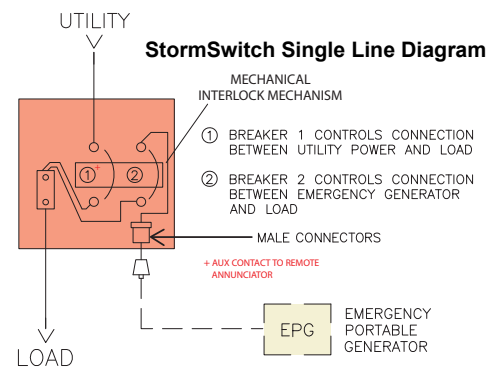 UTILITY
StormSwitch Single Line Diagram
MECHANICAL
INTERLOCK MECHANISM
① BREAKER 1 CONTROLS CONNECTION
BETWEEN UTILITY POWER AND LOAD
①+ ②
② BREAKER 2 CONTROLS CONNECTION
BETWEEN EMERGENCY GENERATOR
AND LOAD
MALE CONNECTORS
+ AUX CONTACT TO REMOTE
ANNUNCIATOR
EPG
EMERGENCY
PORTABLE
GENERATOR
LOAD